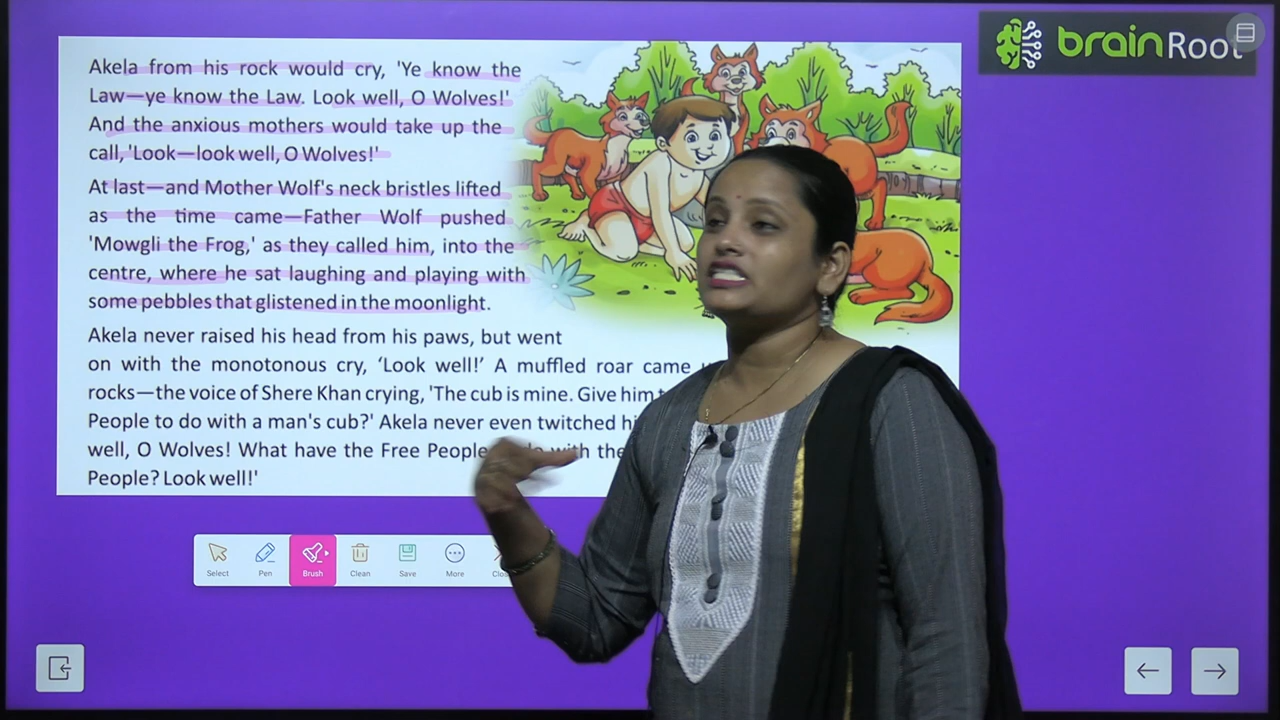 brainRoot
Akela from his rock would cry, 'Ye know the
Law—ye know the Law. Look well, O Wolves!'
And the anxious mothers would take up the
call, 'Look—look well, O Wolves!'
At last—and Mother Wolf's neck bristles lifted
as the time came—Father Wolf pushed
'Mowgli the Frog,' as they called him, into the
centre, where he sat laughing and playing with
some pebbles that glistened in the moonlight.
Akela never raised his head from his paws, but went
on with the monotonous cry, ‘Look well!’ A muffled roar came
rocks—the voice of Shere Khan crying, 'The cub is mine. Give him
People to do with a man's cub?' Akela never even twitched
well, O Wolves! What have the Free People with the
People? Look well!'
Select Pen Brush Clean Save More